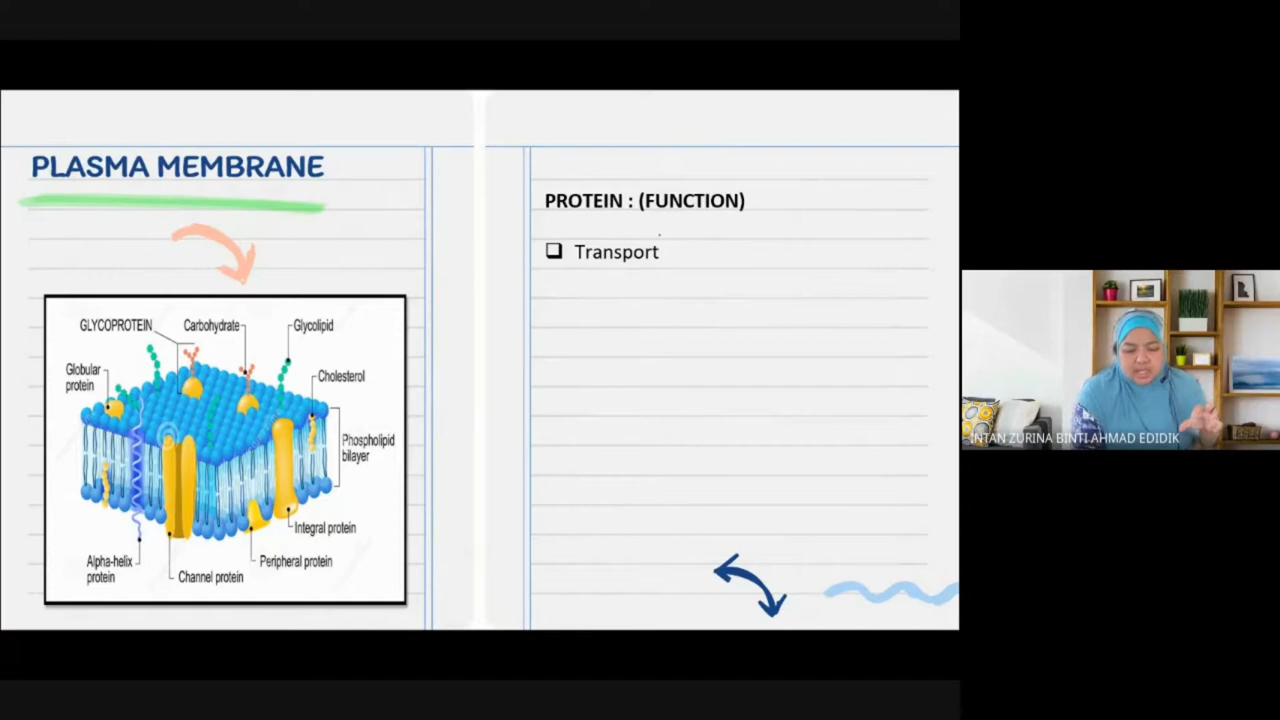 PLASMA MEMBRANE
GLYCOPROTEIN
Carbohydrate
Glycolipid
Globular
protein
Cholesterol
Phospholipid
bilayer
Integral protein
Peripheral protein
Alpha-helix
protein
Channel protein
PROTEIN : (FUNCTION)
Transport
INTAN ZURINA BINTI AHMAD EDIDIK